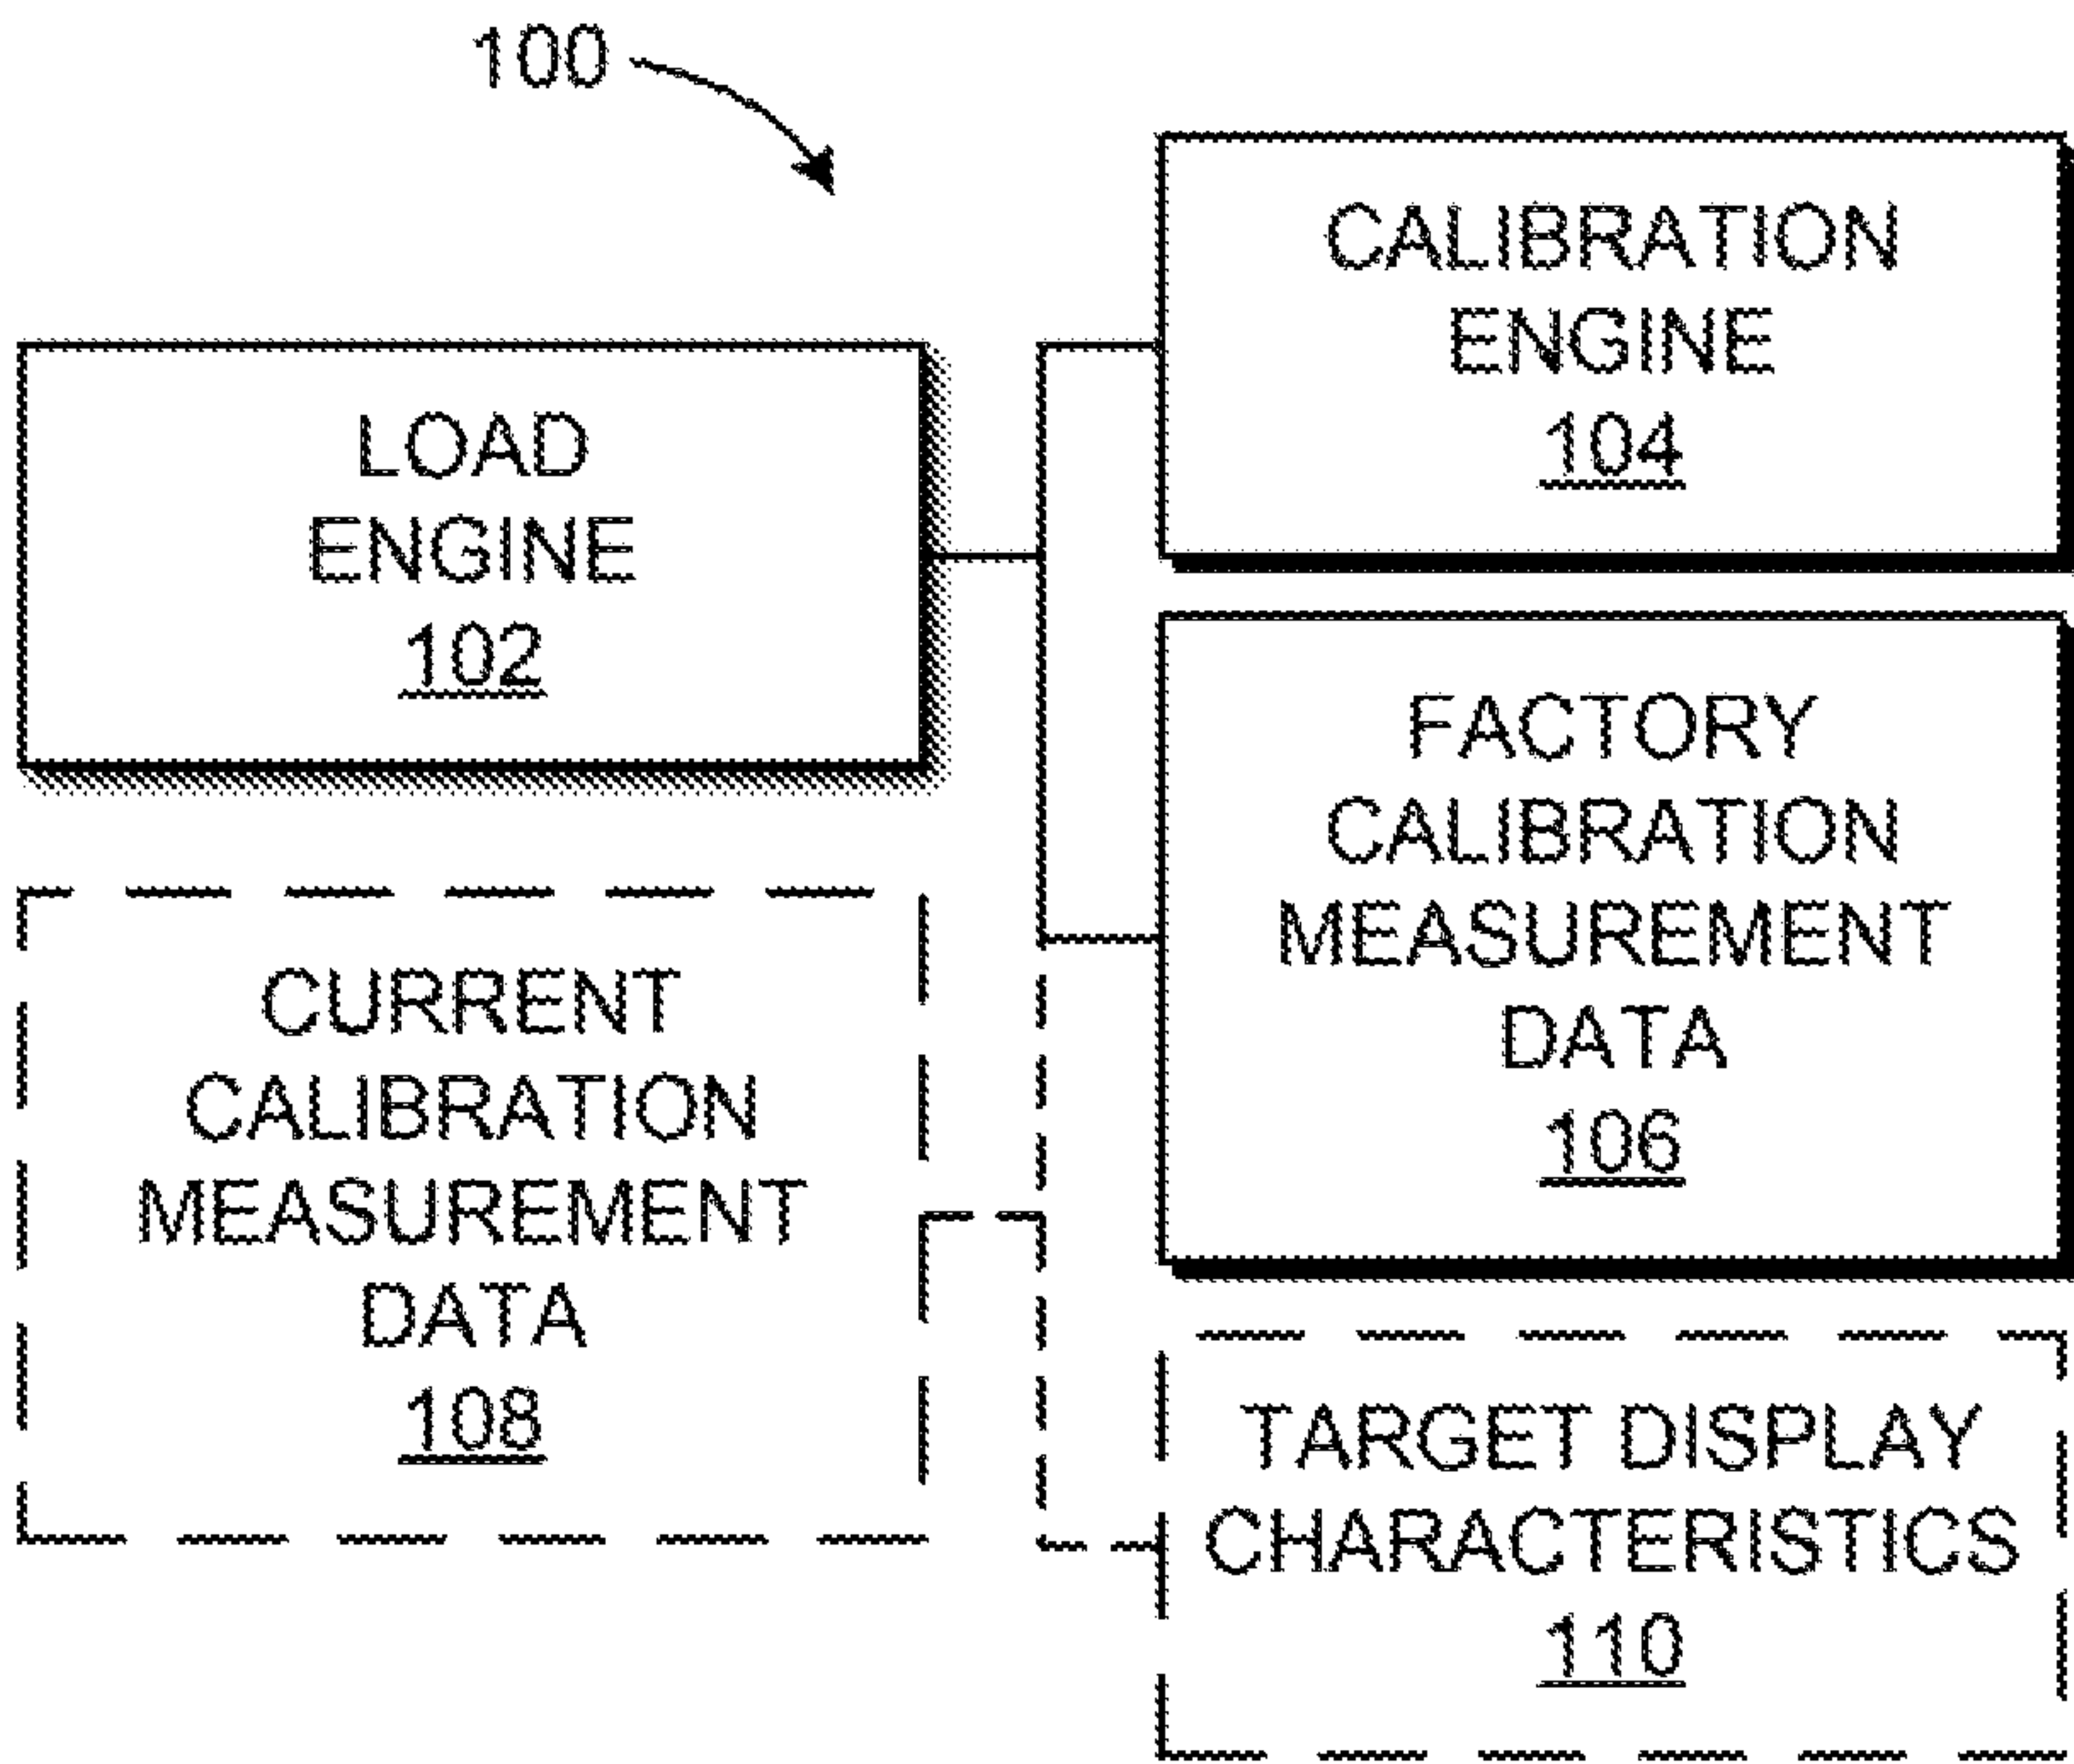 100
LOAD
ENGINE
102
CALIBRATION
ENGINE
104
FACTORY
CALIBRATION
MEASUREMENT
DATA
106
CURRENT
CALIBRATION
MEASUREMENT
DATA
108
TARGET DISPLAY
CHARACTERISTICS
110